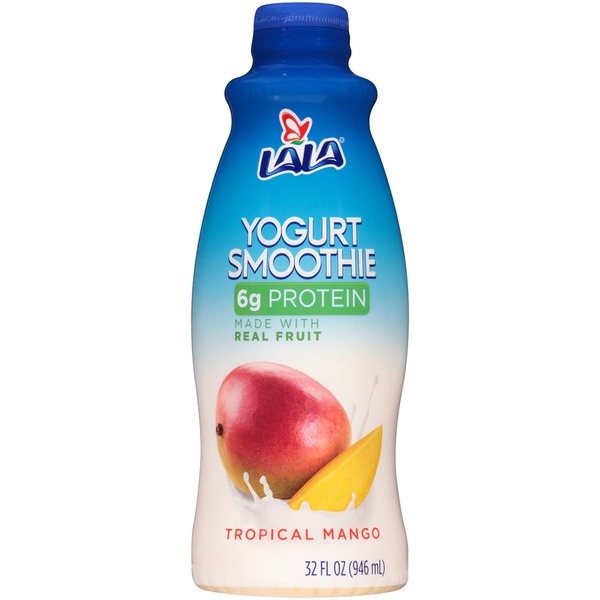 LALA®
YOGURT
SMOOTHIE
6g PROTEIN
MADE WITH
REAL FRUIT
TROPICAL MANGO
32 FL OZ (946 mL)